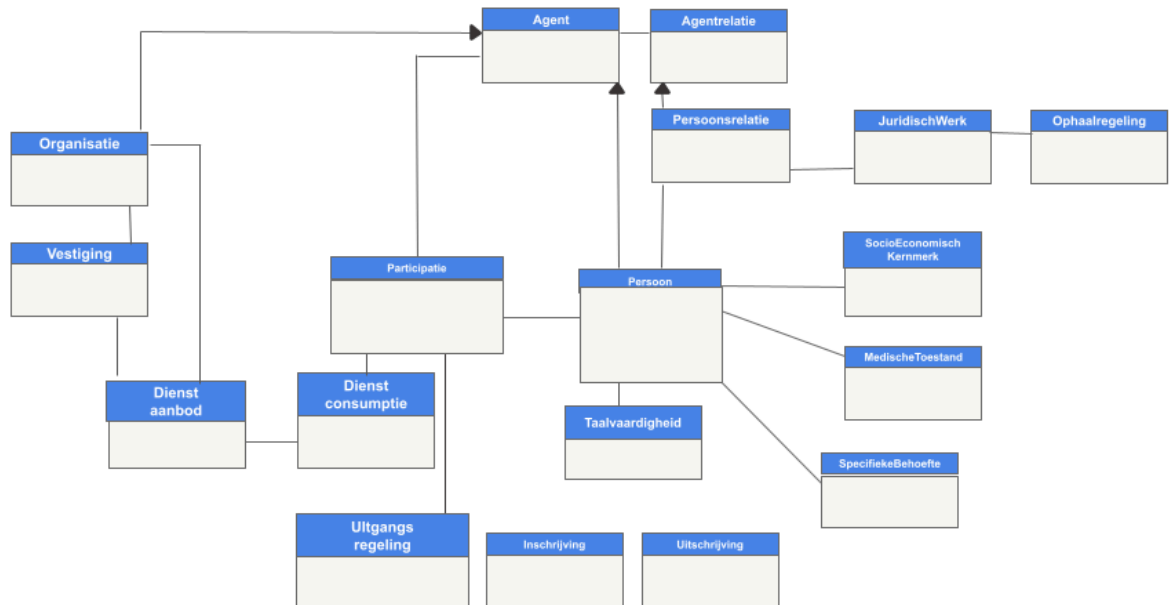 Agent
Agentrelatie
Persoonsrelatie
JuridischWerk
Ophaalregeling
Organisatie
Vestiging
SocioEconomisch
Kernmerk
Participatie
Persoon
MedischeToestand
Dienst
aanbod
Dienst
consumptie
Taalvaardigheid
SpecifiekeBehoefte
UItgangs
regeling
Inschrijving
Uitschrijving